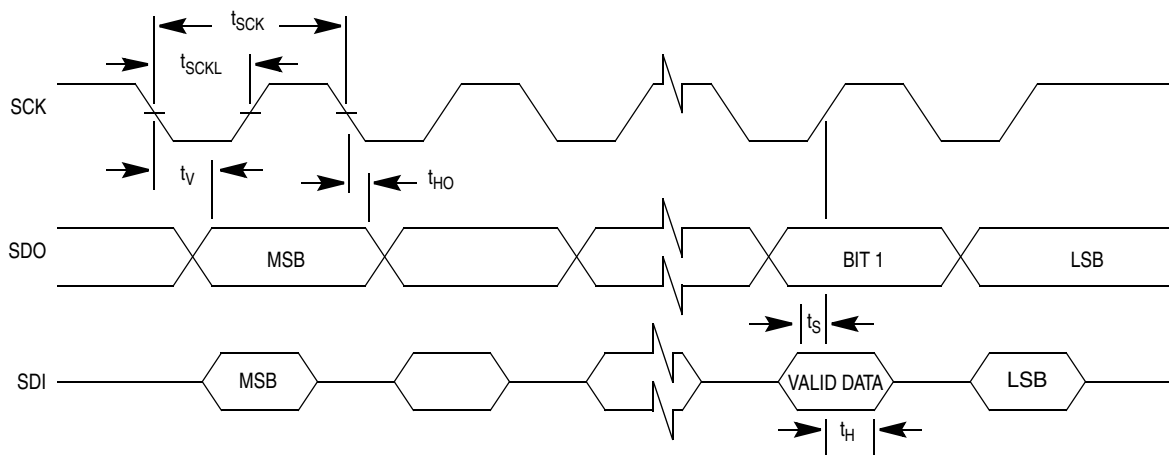 tSCK
tSCKL
SCK
tV
tHO
SDO
MSB
BIT 1
LSB
tS
SDI
MSB
VALID DATA
LSB
tH